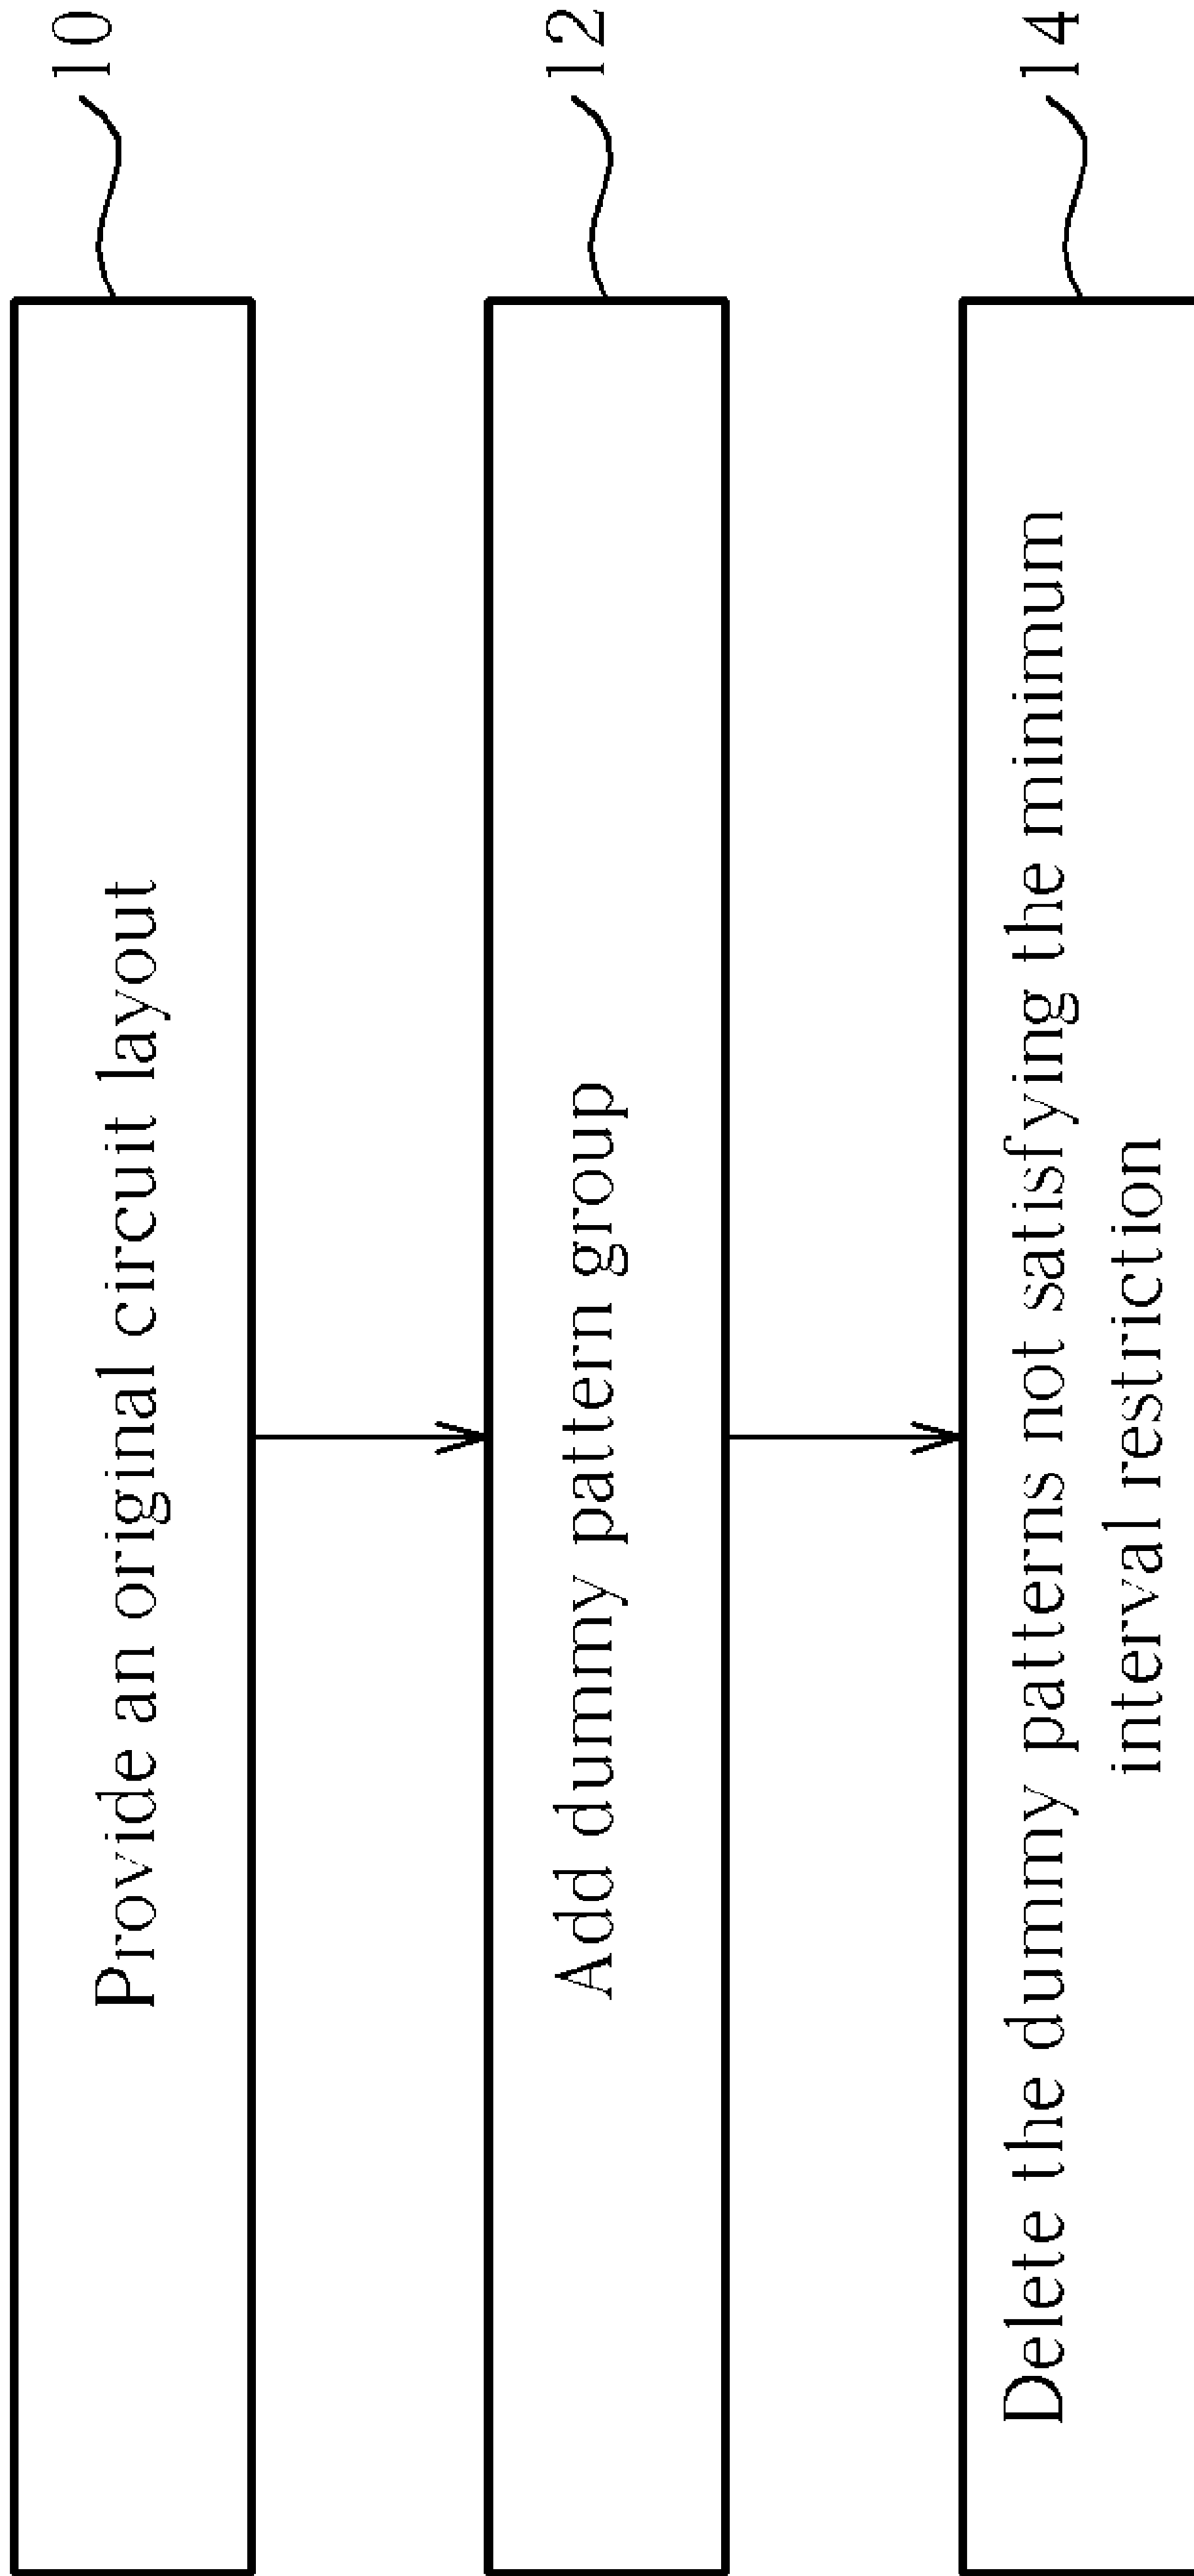 Provide an original circuit layout
10
Add dummy pattern group
12
Delete the dummy patterns not satisfying the minimum
interval restriction
14